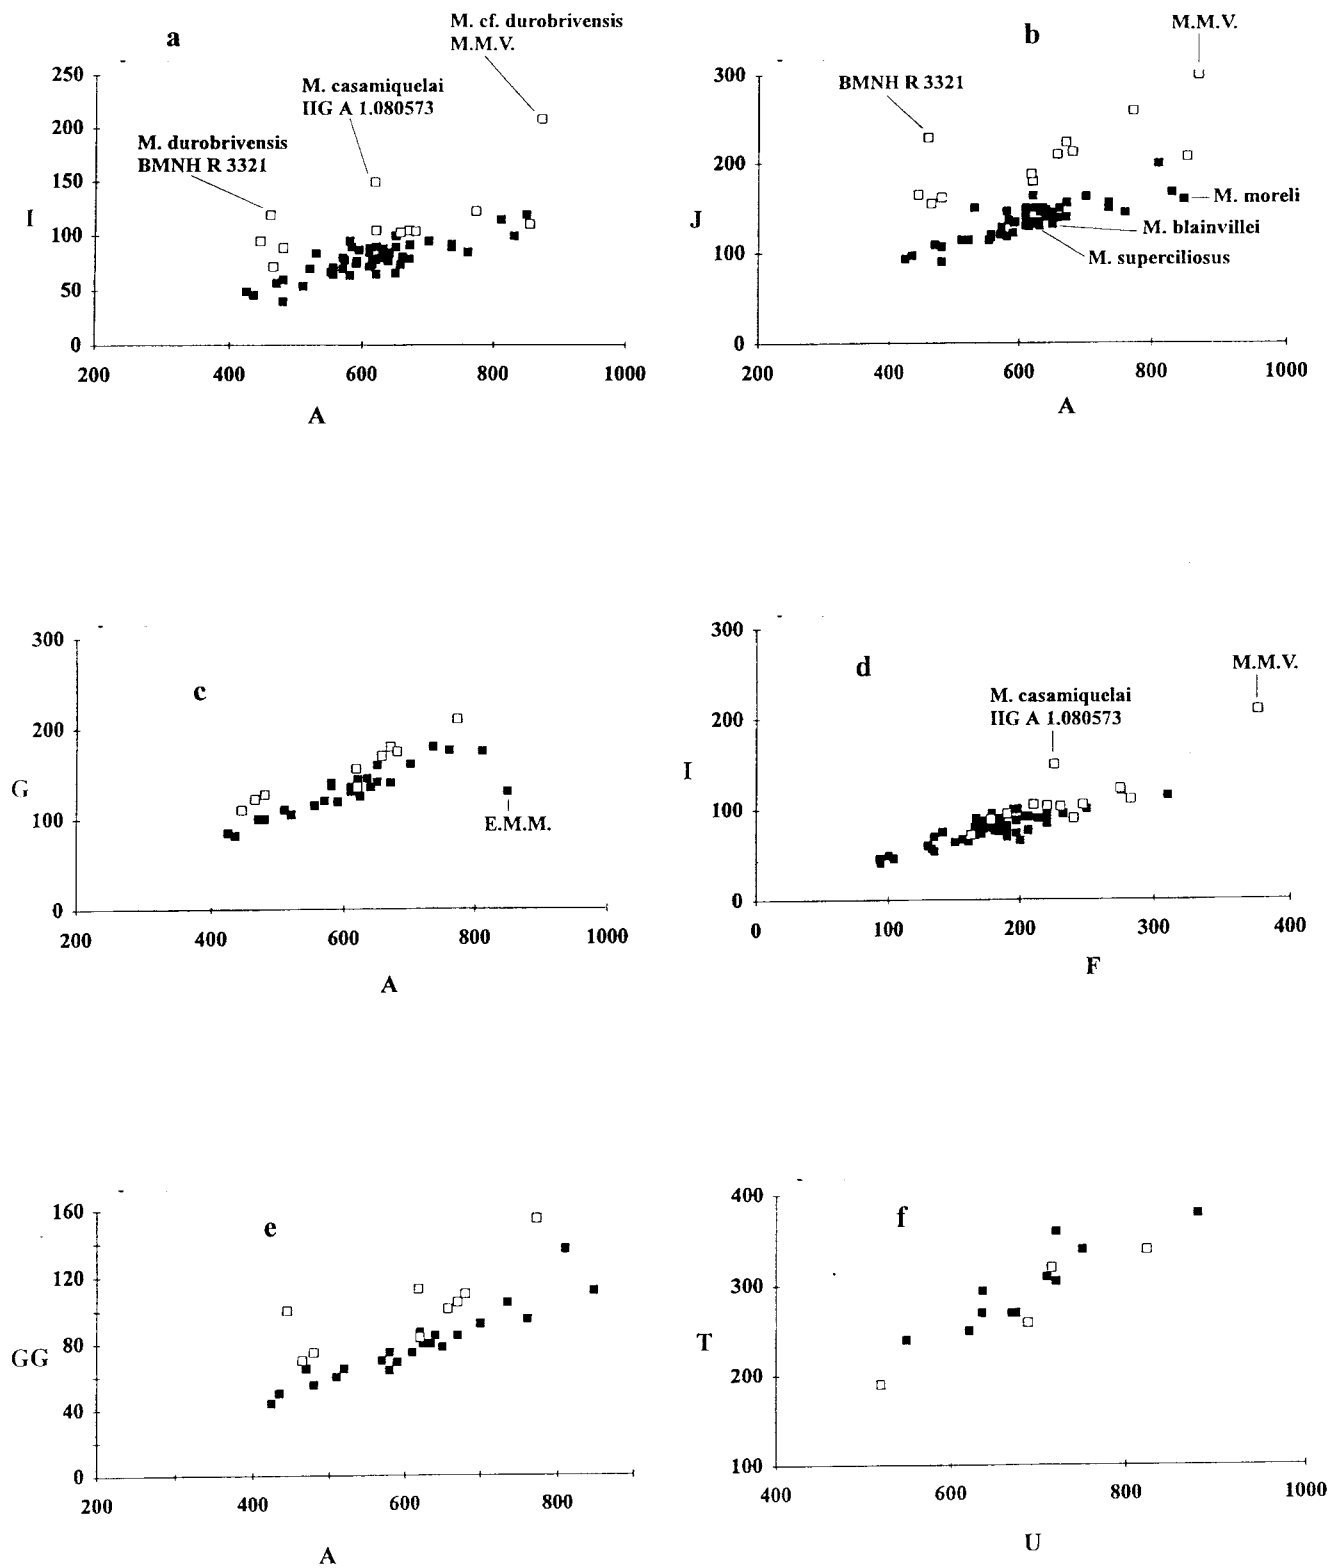 a
M. cf. durobrivensis
M.M.V.
M. casamiquelai
IIG A 1.080573
M. durobrivensis
BMNH R 3321
250
200
150
100
50
0
I
200 400 600 800 1000
A
b
M.M.V.
BMNH R 3321
300
200
100
0
J
M. moreli
M. blainvillei
M. superciliosus
200 400 600 800 1000
A
c
300
200
100
0
G
E.M.M.
200 400 600 800 1000
A
d
M.M.V.
M. casamiquelai
IIG A 1.080573
300
200
100
0
I
0 100 200 300 400
F
e
160
120
80
40
0
GG
200 400 600 800
A
f
400
300
200
100
T
400 600 800 1000
U